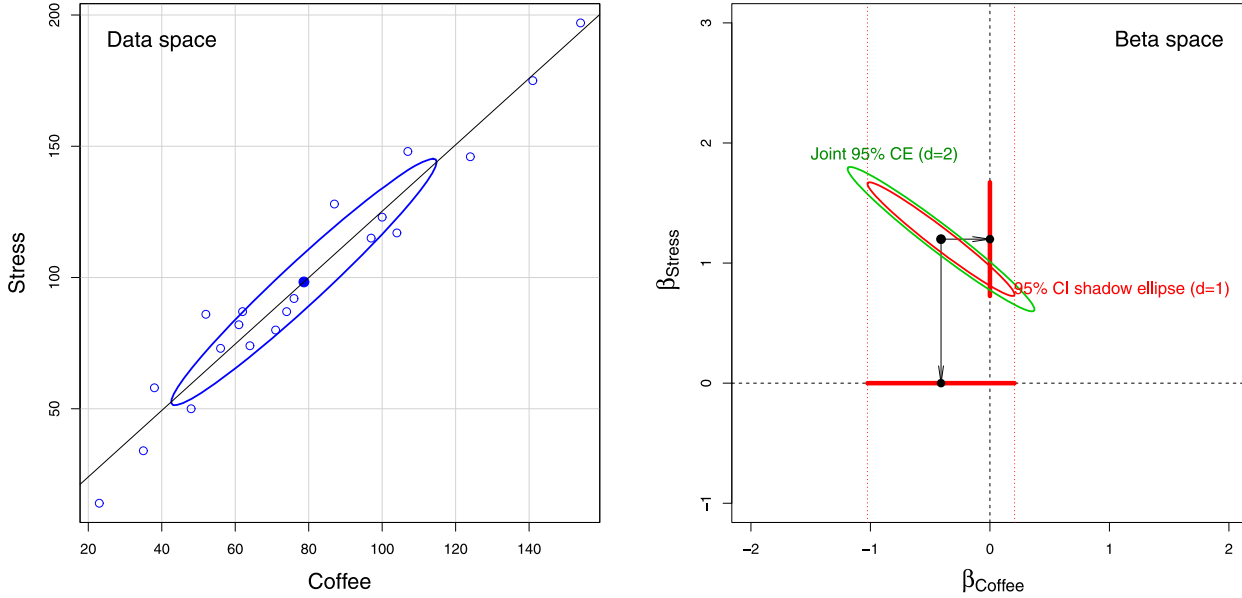 Data space
Stress
50
100
150
200
20
40
60
80
100
120
140
Coffee
Beta space
βStress
-1
0
1
2
3
Joint 95% CE (d=2)
95% CI shadow ellipse (d=1)
-2
-1
0
1
2
βCoffee